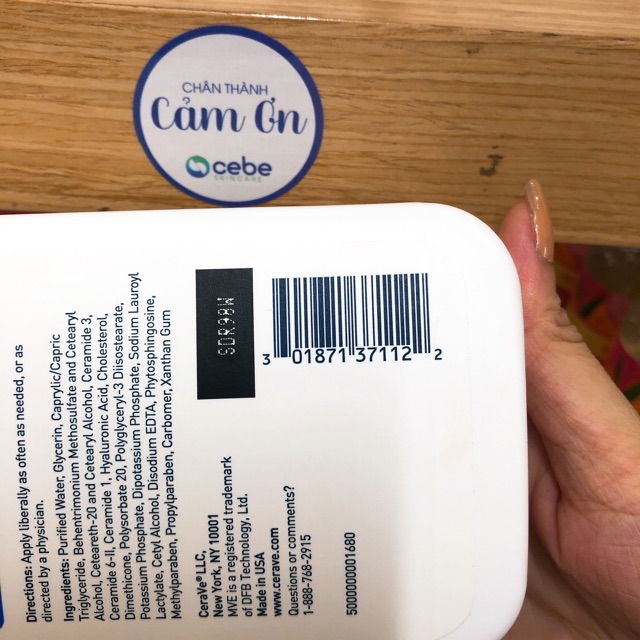 CHÂN THÀNH
Cảm Ơn
cebe
SKINCARE
Directions: Apply liberally as often as needed, or as
directed by a physician.
Ingredients: Purified Water, Glycerin, Caprylic/Capric
Triglyceride, Behentrimonium Methosulfate and Cetearyl
Alcohol, Ceteareth-20 and Cetearyl Alcohol, Ceramide 3,
Ceramide 6-II, Ceramide 1, Hyaluronic Acid, Cholesterol,
Dimethicone, Polysorbate 20, Polyglyceryl-3 Diisostearate,
Potassium Phosphate, Dipotassium Phosphate, Sodium Lauroyl
Lactylate, Cetyl Alcohol, Disodium EDTA, Phytosphingosine,
Methylparaben, Propylparaben, Carbomer, Xanthan Gum
CeraVe® LLC,
New York, NY 10001
MVE is a registered trademark
of DFB Technology, Ltd.
Made in USA
www.cerave.com
Questions or comments?
1-888-768-2915
5000000001680
SDR98W
3 01871 37112 2